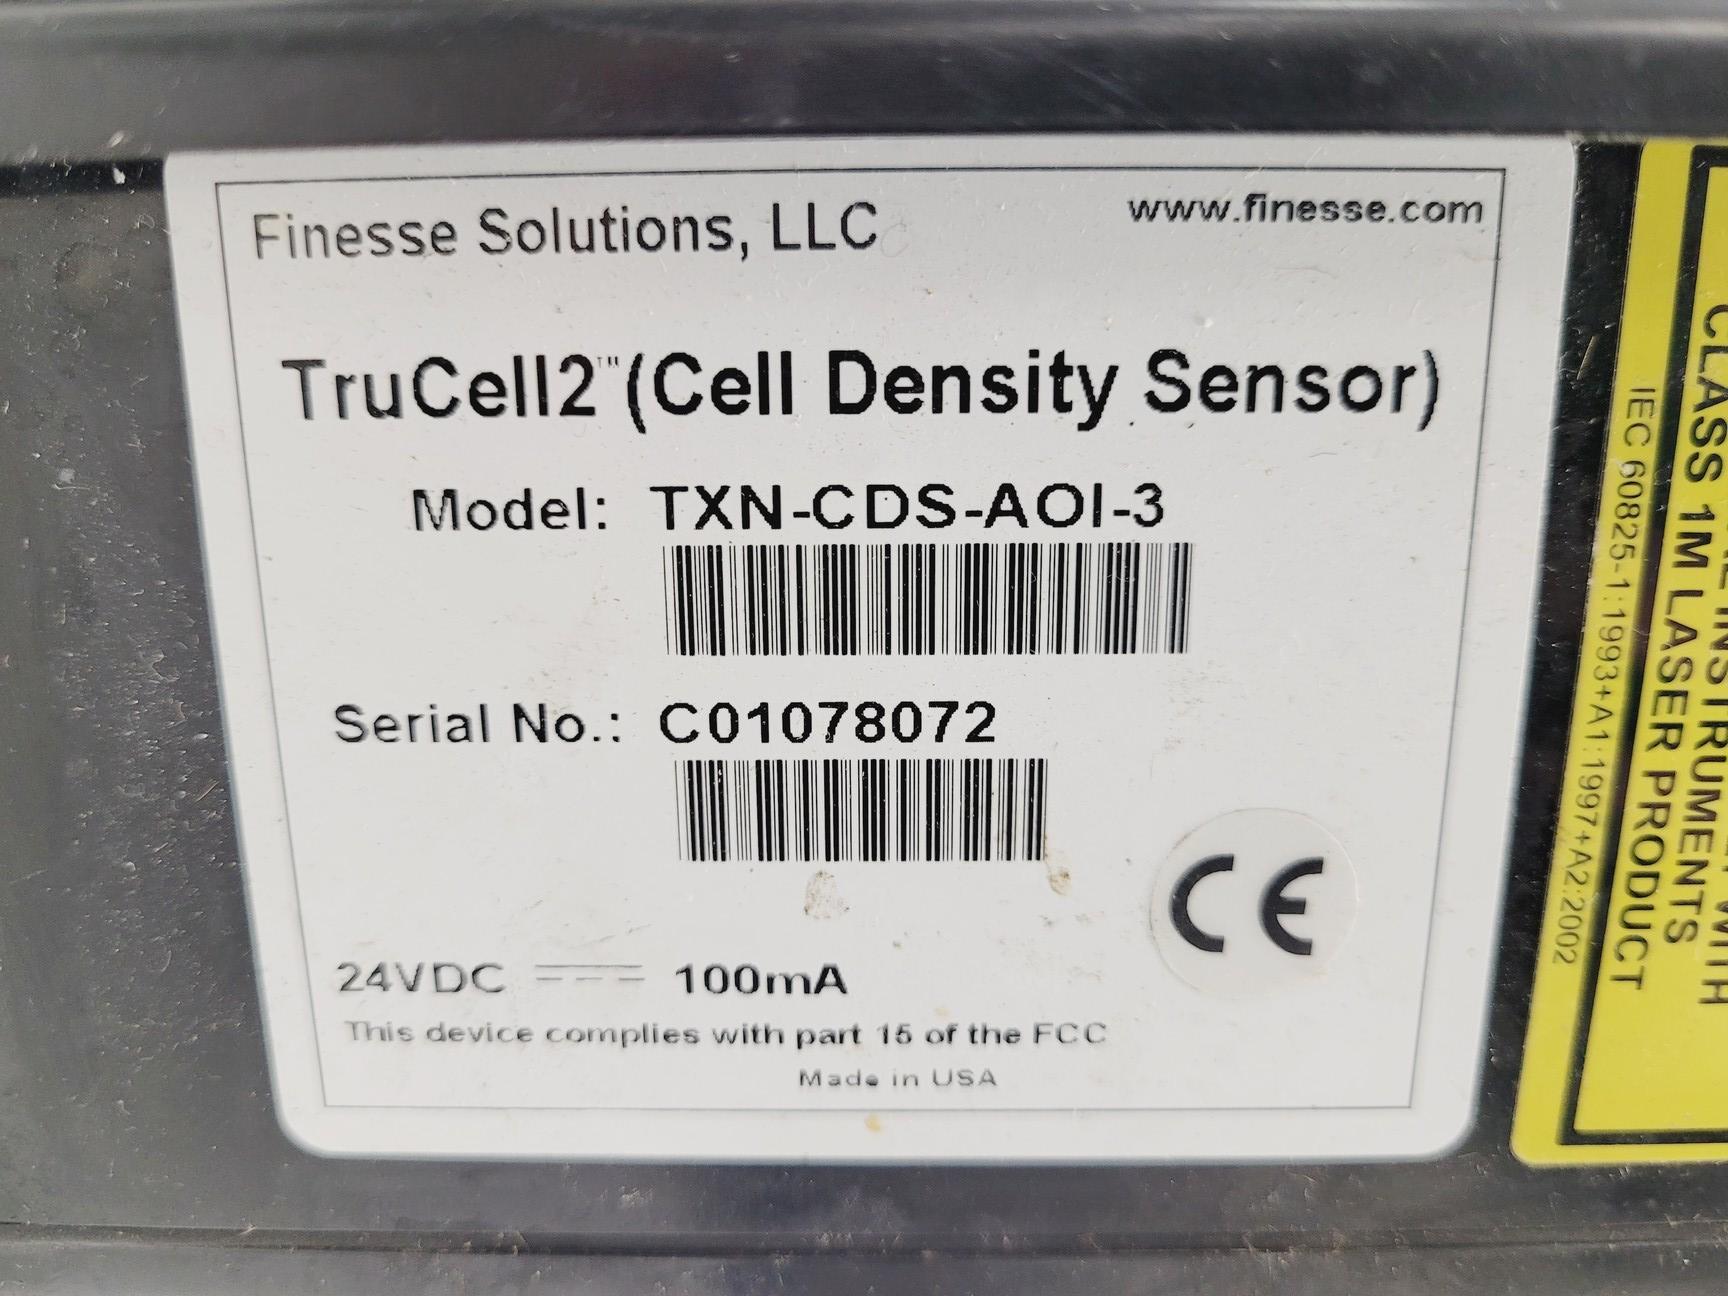 Finesse Solutions, LLC
www.finesse.com
TruCell2™ (Cell Density Sensor)
Model: TXN-CDS-AOI-3
Serial No.: C01078072
24VDC 100mA
This device complies with part 15 of the FCC
Made in USA
CE
INSTRUMENTS
CLASS 1M LASER PRODUCT
IEC 60825-1:1993+A1:1997+A2:2002